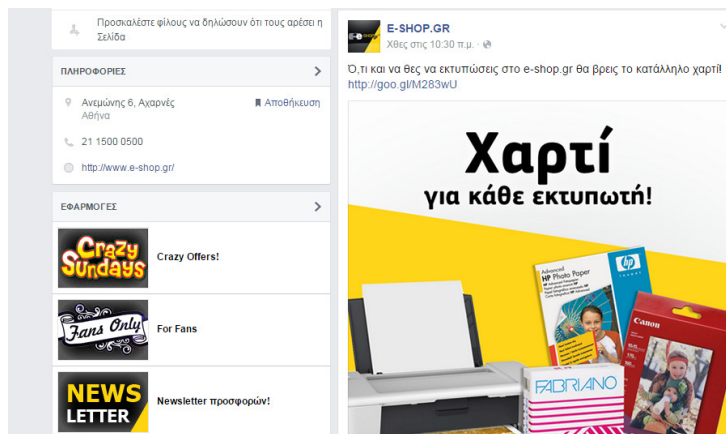 Προσκαλέστε φίλους να δηλώσουν ότι τους αρέσει η
Σελίδα
ΠΛΗΡΟΦΟΡΙΕΣ
Ανεμώνης 6, Αχαρνές
Αθήνα
Αποθήκευση
21 1500 0500
http://www.e-shop.gr/
ΕΦΑΡΜΟΓΕΣ
Crazy
Sundays
Crazy Offers!
Fans Only
For Fans
NEWS
LETTER
Newsletter προσφορών!
E-SHOP.GR
Χθες στις 10:30 π.μ.
Ό,τι και να θες να εκτυπώσεις στο e-shop.gr θα βρεις το κατάλληλο χαρτί!
http://goo.gl/M283wU
Χαρτί
για κάθε εκτυπωτή!
Advanced
HP Photo Paper
hp
Canon
FABRIANO